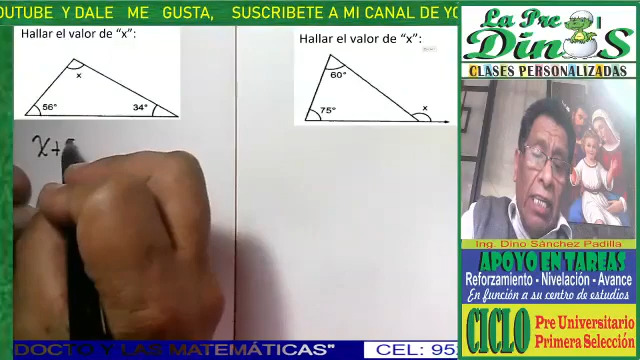 OUTUBE Y DALE ME GUSTA, SUSCRIBETE A MI CANAL DE YO
Hallar el valor de “x”:
x
56°
34°
x +
Hallar el valor de “x”:
60°
75°
x
La Pre
DinoS
CLASES PERSONALIZADAS
Ing. Dino Sánchez Padilla
APOYO EN TAREAS
Reforzamiento - Nivelación - Avance
En función a su centro de estudios
CICLO
Pre Universitario
Primera Selección
DOCTO Y LAS MATEMÁTICAS"
CEL: 95